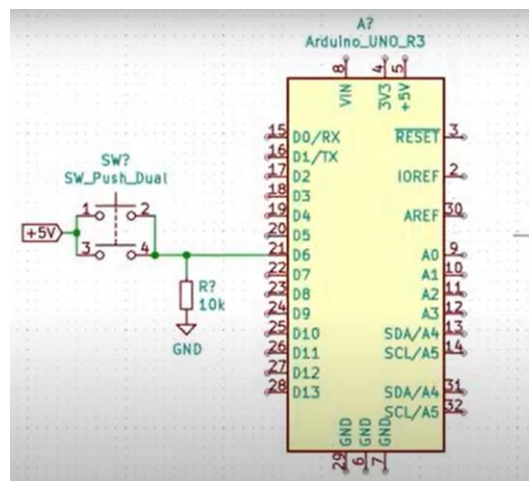 A?
Arduino_UNO_R3
8 4 5
VIN 3V3 +5V
SW?
SW_Push_Dual
1 2
+5V
3 4
R?
10k
GND
15 D0/RX
16 D1/TX
17 D2
18 D3
19 D4
20 D5
21 D6
22 D7
23 D8
24 D9
25 D10
26 D11
27 D12
28 D13
RESET 3
IOREF 2
AREF 30
A0 9
A1 10
A2 11
A3 12
SDA/A4 13
SCL/A5 14
SDA/A4 31
SCL/A5 32
GND GND GND
29 6 7